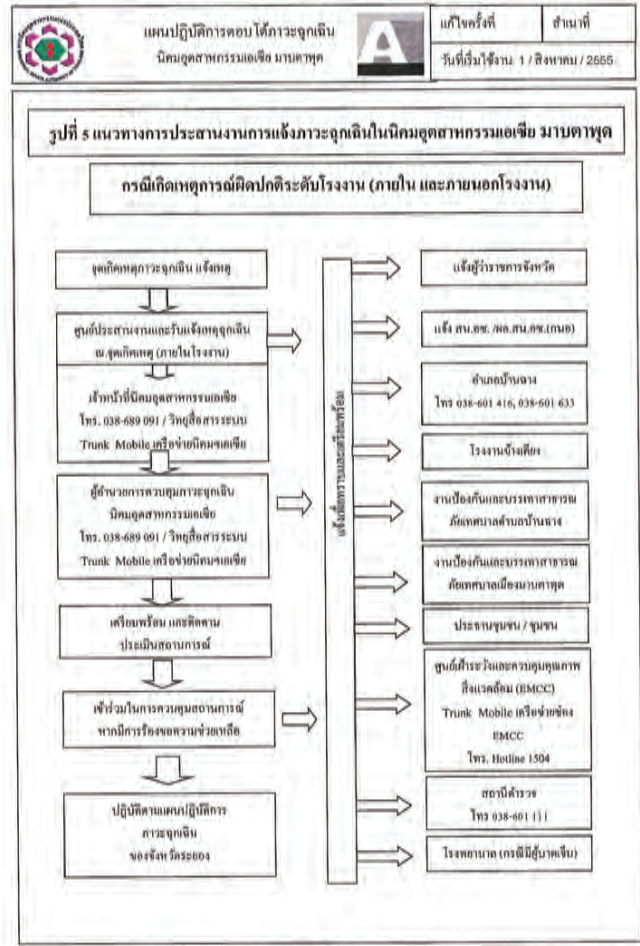 แผนปฏิบัติการตอบโต้ภาวะฉุกเฉิน
นิคมอุตสาหกรรมเอเซีย มาบตาพุด
A
แก้ไขครั้งที่
สำเนาที่
วันที่เริ่มใช้งาน 1 / สิงหาคม / 2555
รูปที่ 5 แนวทางการประสานงานการแจ้งภาวะฉุกเฉินในนิคมอุตสาหกรรมเอเซีย มาบตาพุด
กรณีเกิดเหตุการณ์ผิดปกติระดับโรงงาน (ภายใน และภายนอกโรงงาน)
จุดเกิดเหตุภาวะฉุกเฉิน แจ้งเหตุ
ศูนย์ประสานงานและรับแจ้งเหตุฉุกเฉิน
ณ.จุดเกิดเหตุ (ภายในโรงงาน)
เจ้าหน้าที่นิคมอุตสาหกรรมเอเซีย
โทร. 038-689 091 / วิทยุสื่อสารระบบ
Trunk Mobile เครือข่ายนิคมฯเอเซีย
ผู้อำนวยการควบคุมภาวะฉุกเฉิน
นิคมอุตสาหกรรมเอเซีย
โทร. 038-689 091 / วิทยุสื่อสารระบบ
Trunk Mobile เครือข่ายนิคมฯเอเซีย
เตรียมพร้อม และติดตาม
ประเมินสถานการณ์
เข้าร่วมในการควบคุมสถานการณ์
หากมีการร้องขอความช่วยเหลือ
ปฏิบัติตามแผนปฏิบัติการ
ภาวะฉุกเฉิน
ของจังหวัดระยอง
แจ้งเพื่อทราบและเตรียมพร้อม
แจ้งผู้ว่าราชการจังหวัด
แจ้ง สน.อซ. /ผอ.สน.อซ.(กนอ)
อำเภอบ้านฉาง
โทร 038-601 416, 038-601 633
โรงงานข้างเคียง
งานป้องกันและบรรเทาสาธารณ
ภัยเทศบาลตำบลบ้านฉาง
งานป้องกันและบรรเทาสาธารณ
ภัยเทศบาลเมืองมาบตาพุด
ประธานชุมชน / ชุมชน
ศูนย์เฝ้าระวังและควบคุมคุณภาพ
สิ่งแวดล้อม (EMCC)
Trunk Mobile เครือข่ายช่อง
EMCC
โทร. Hotline 1504
สถานีตำรวจ
โทร 038-601 111
โรงพยาบาล (กรณีมีผู้บาดเจ็บ)